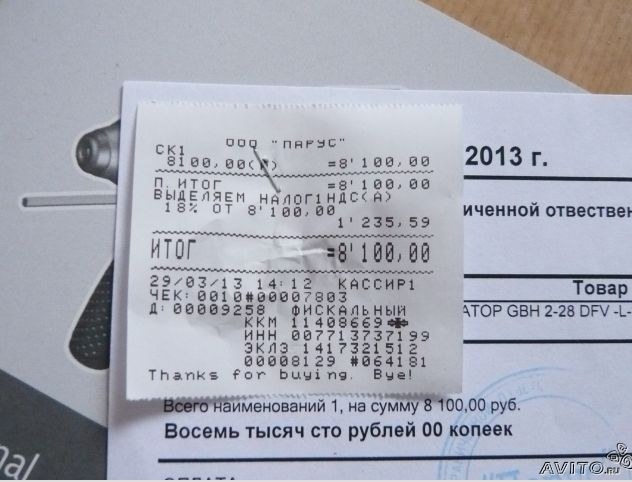 ООО "ПАРУС"
СК1
8100,00(А) =8'100,00
П.ИТОГ =8'100,00
ВЫДЕЛЯЕМ НАЛОГ1НДС(А)
18% ОТ 8'100,00
1'235,59
ИТОГ =8'100,00
29/03/13 14:12 КАССИР1
ЧЕК: 0010#00007803
Д: 00009258 ФИСКАЛЬНЫЙ
ККМ 11408669
ИНН 007713737199
ЭКЛЗ 1417321512
00008129 #064181
Thanks for buying. Bye!
2013 г.
иченной отвествен
Товар
АТОР GBH 2-28 DFV -L-
Всего наименований 1, на сумму 8 100,00 руб.
Восемь тысяч сто рублей 00 копеек
ОПЛАТА
nal
AVITO.ru